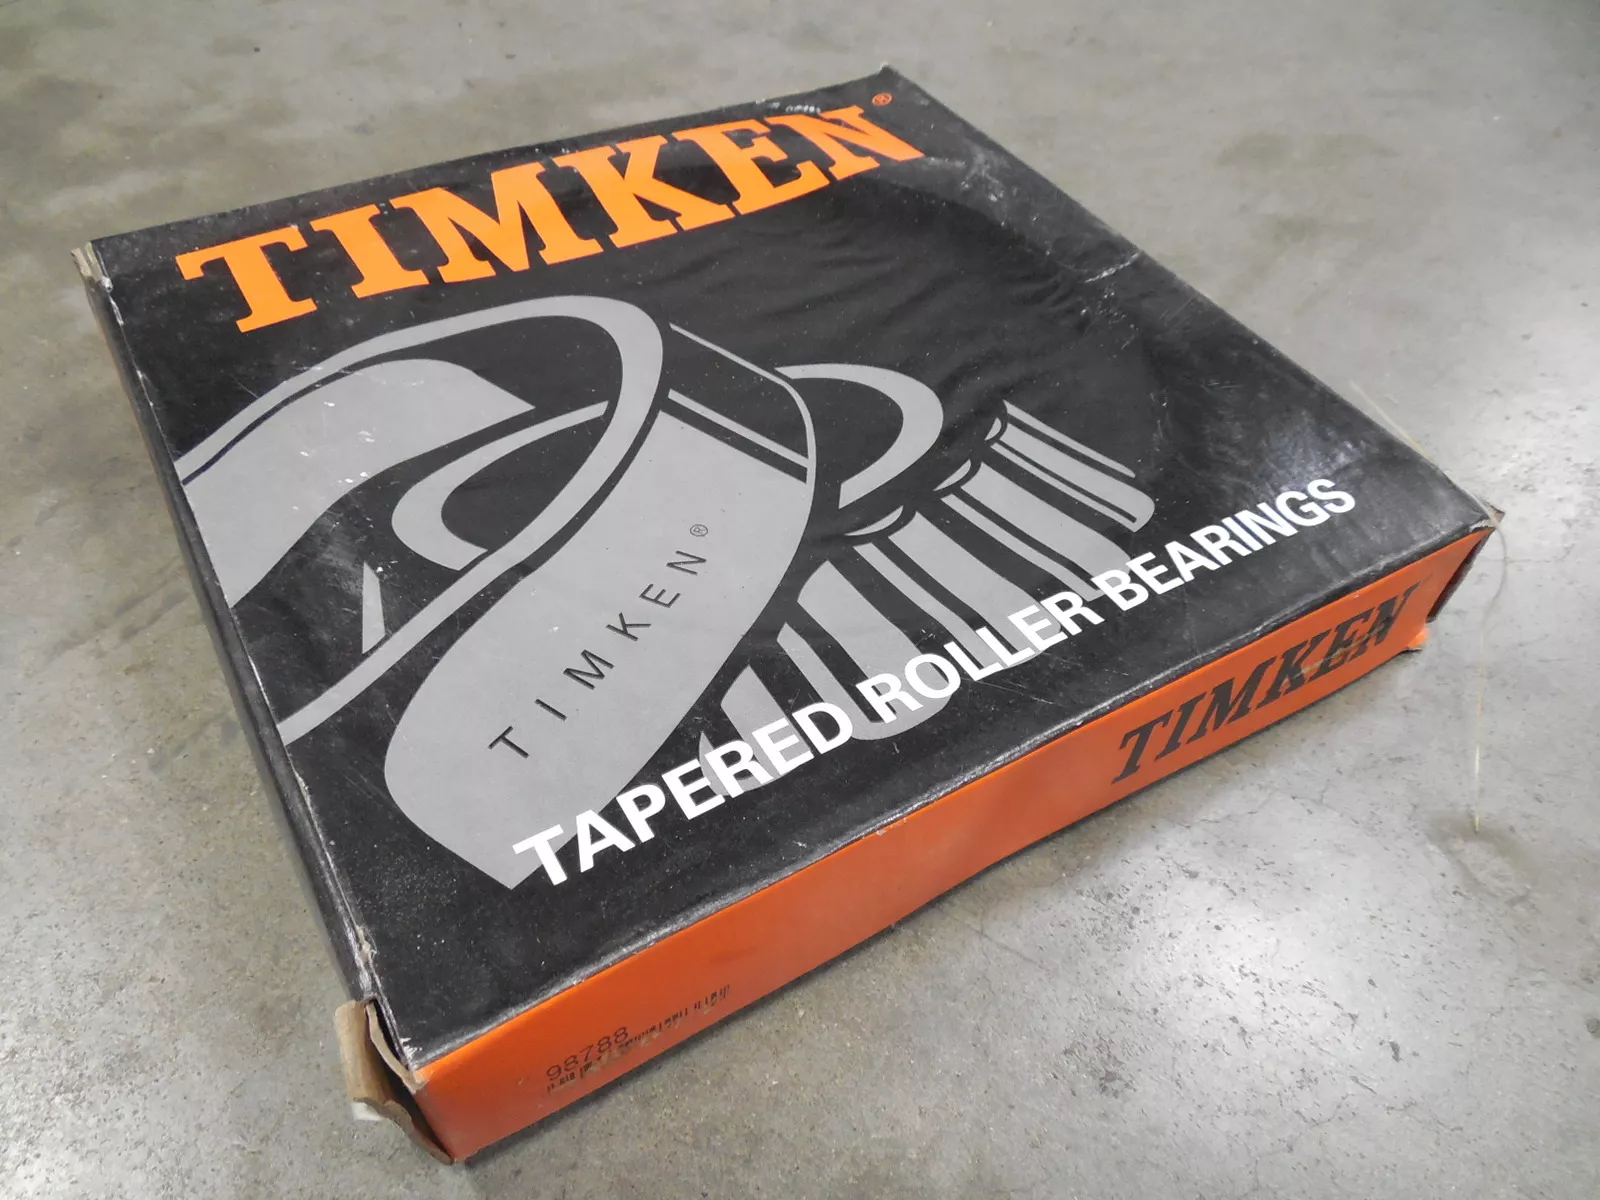 TIMKEN®
TIMKEN®
TAPERED ROLLER BEARINGS
TIMKEN
98788